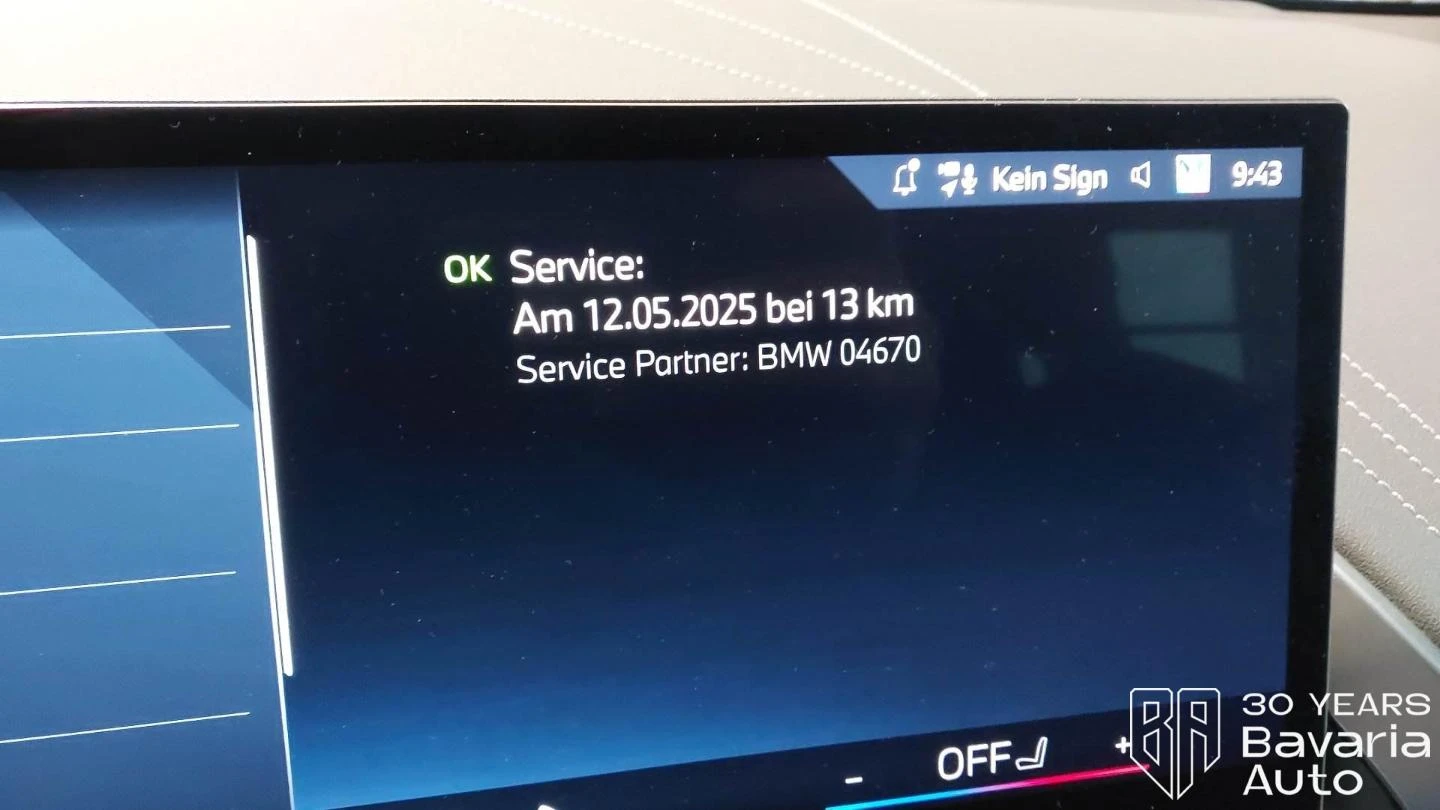 Kein Sign 9:43
OK Service:
Am 12.05.2025 bei 13 km
Service Partner: BMW 04670
- OFF +
BA
30 YEARS
Bavaria
Auto